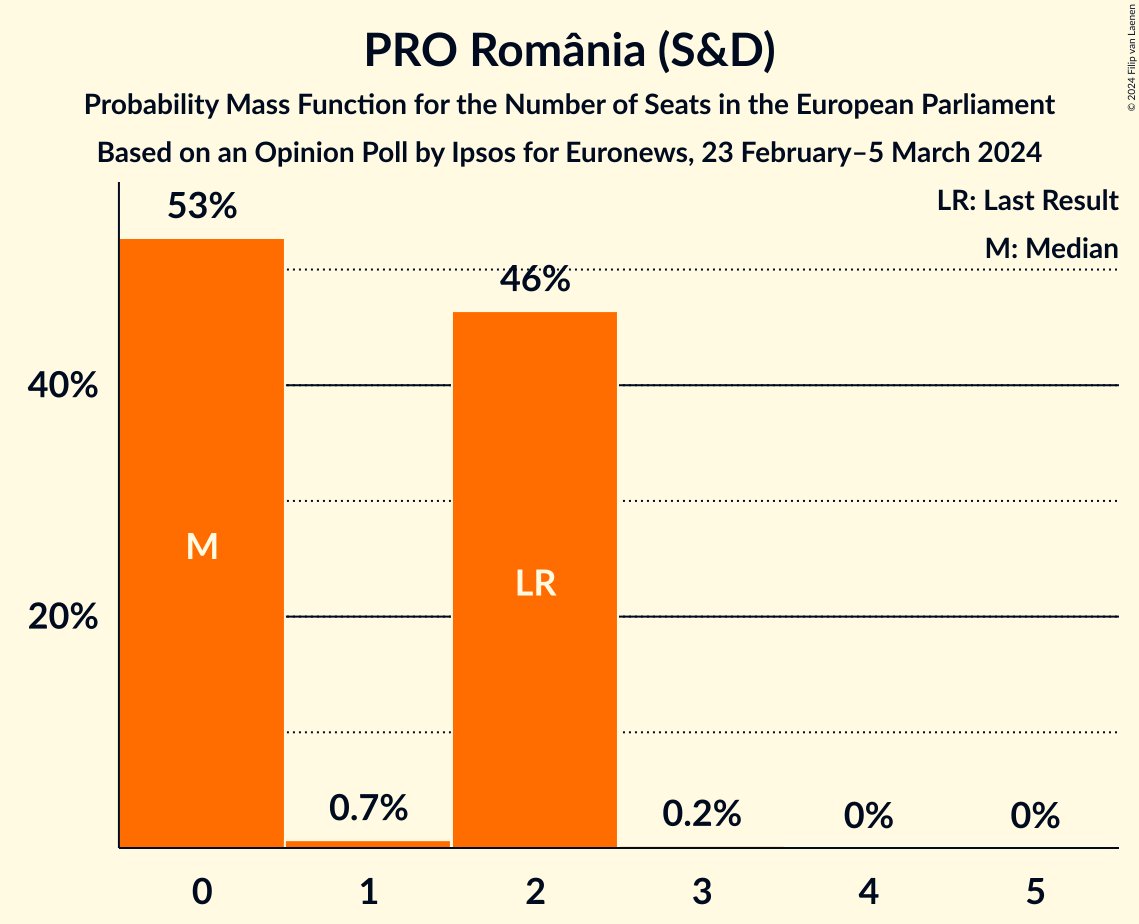 PRO România (S&D)
Probability Mass Function for the Number of Seats in the European Parliament
Based on an Opinion Poll by Ipsos for Euronews, 23 February–5 March 2024
© 2024 Filip van Laenen
LR: Last Result
M: Median
53%
46%
40%
M
LR
20%
0.7%
0.2%
0%
0%
0
1
2
3
4
5